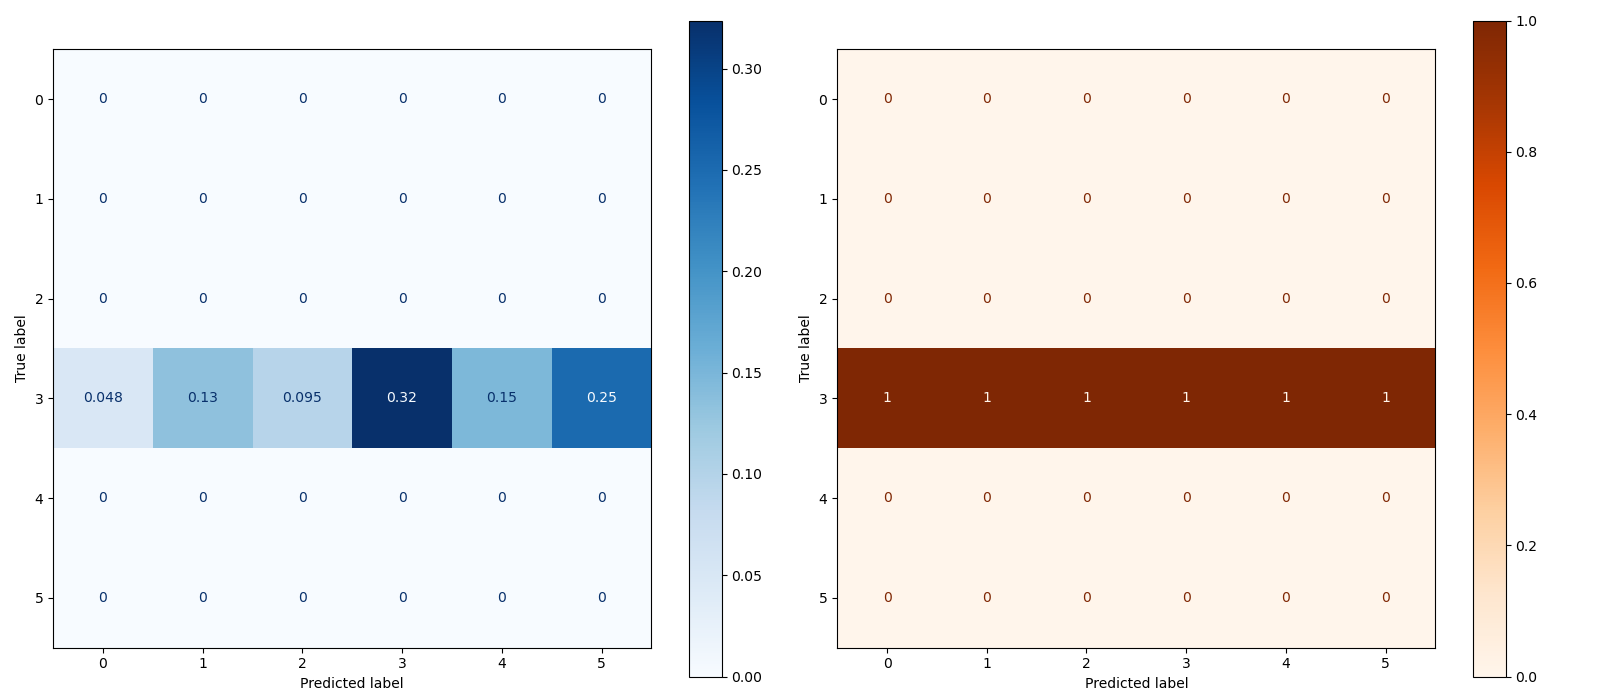 0 0 0 0 0 0 0
1 0 0 0 0 0 0
2 0 0 0 0 0 0
3 0.048 0.13 0.095 0.32 0.15 0.25
4 0 0 0 0 0 0
5 0 0 0 0 0 0
0 1 2 3 4 5
True label
Predicted label
0.30
0.25
0.20
0.15
0.10
0.05
0.00
0 0 0 0 0 0 0
1 0 0 0 0 0 0
2 0 0 0 0 0 0
3 1 1 1 1 1 1
4 0 0 0 0 0 0
5 0 0 0 0 0 0
0 1 2 3 4 5
True label
Predicted label
1.0
0.8
0.6
0.4
0.2
0.0